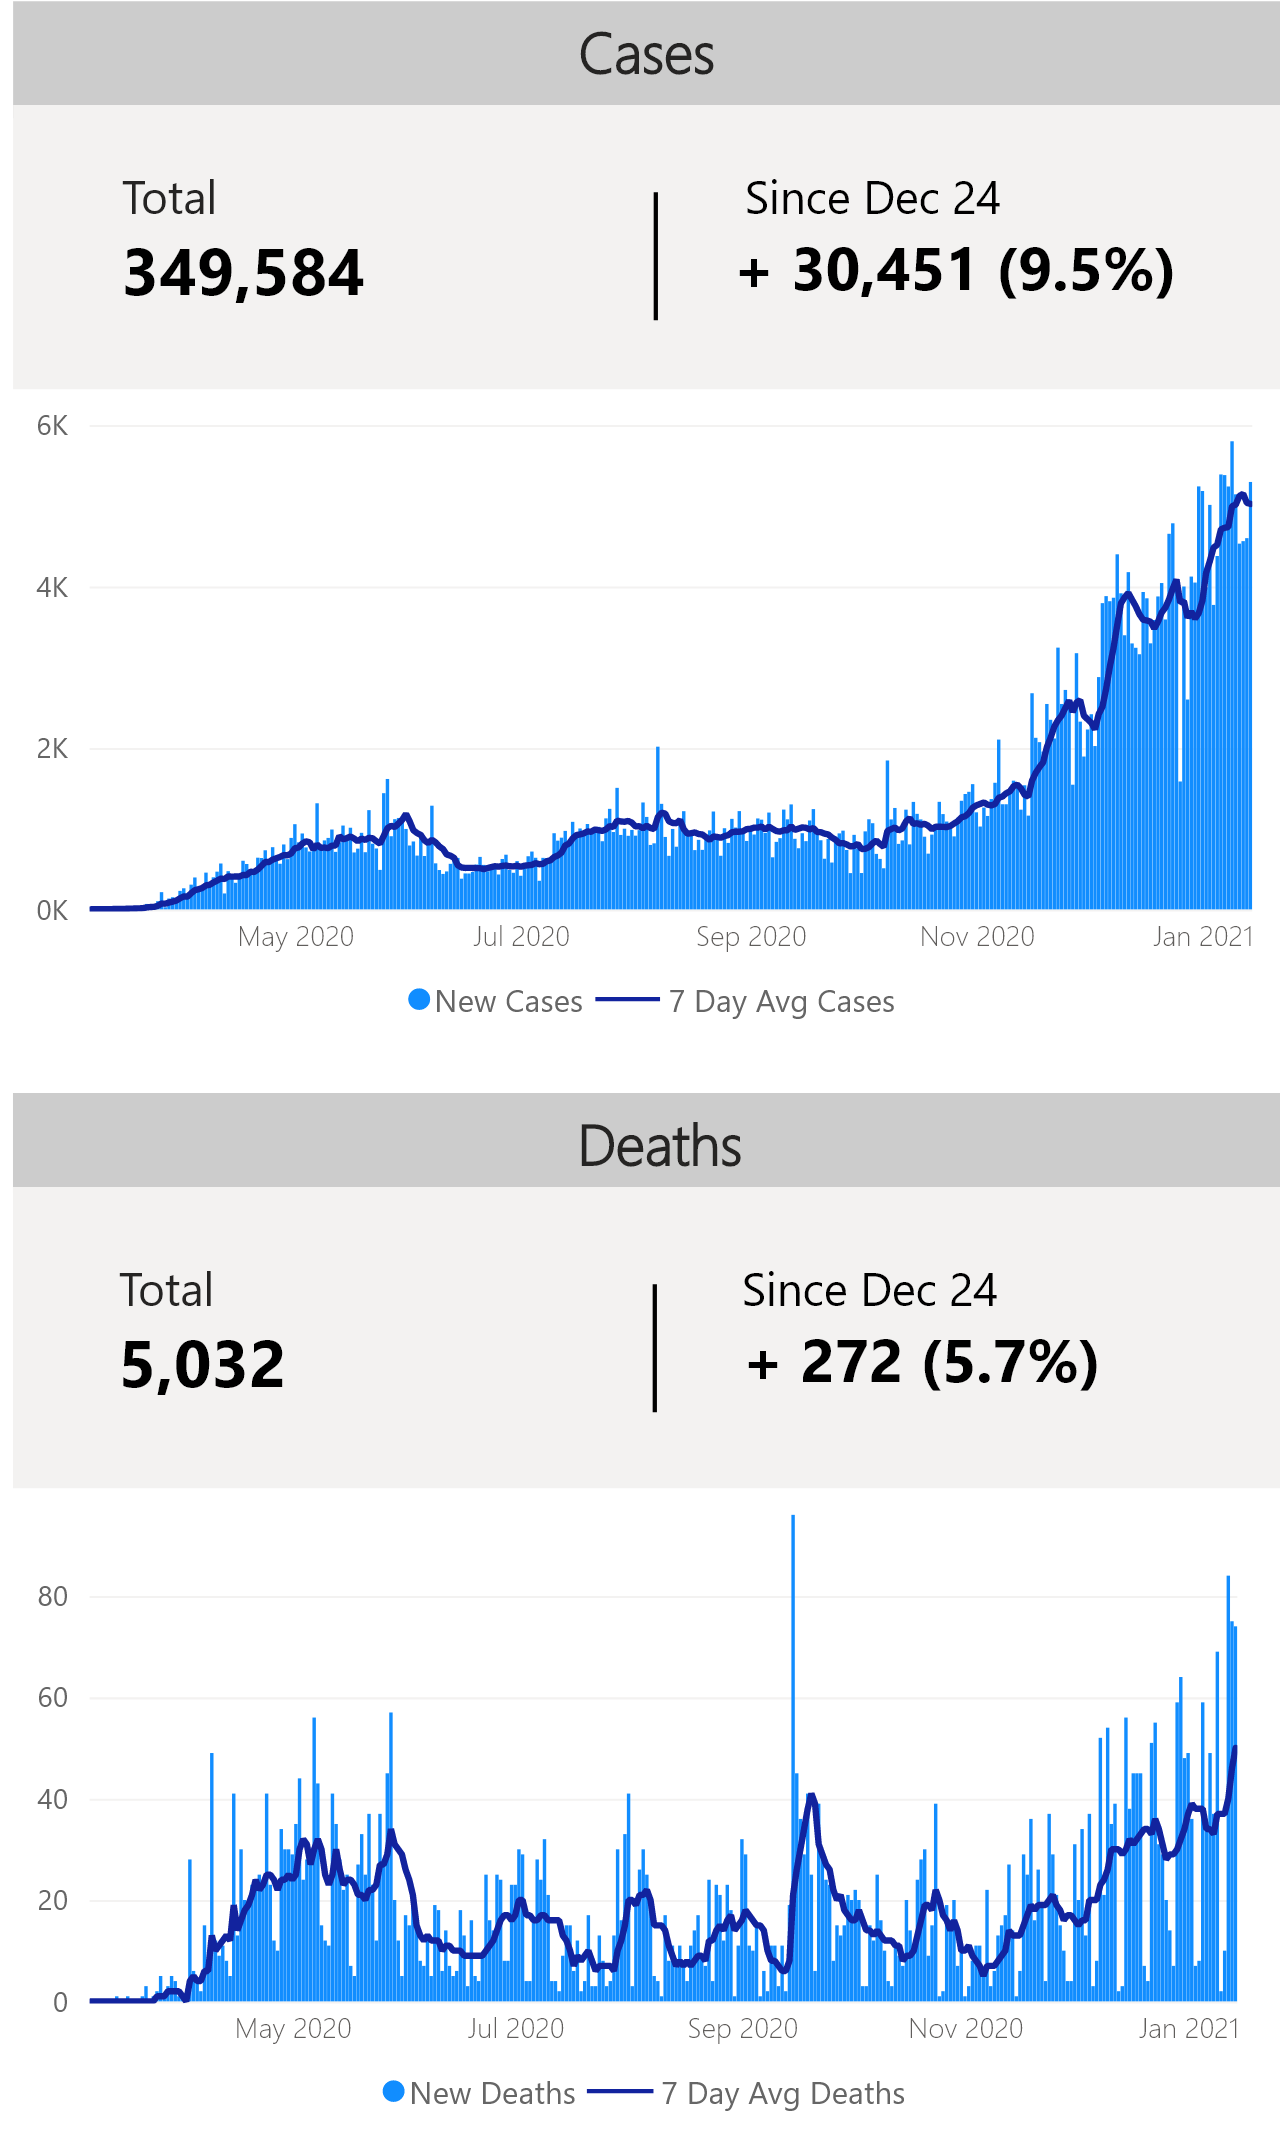 Cases
Total
Since Dec 24
349,584
+ 30,451 (9.5%)
6K
4K
2K
0K
May 2020
Jul 2020
Sep 2020
Nov 2020
Jan 2021
New Cases
7 Day Avg Cases
Deaths
Total
Since Dec 24
5,032
+ 272 (5.7%)
80
60
40
20
0
May 2020
Jul 2020
Sep 2020
Nov 2020
Jan 2021
New Deaths
7 Day Avg Deaths